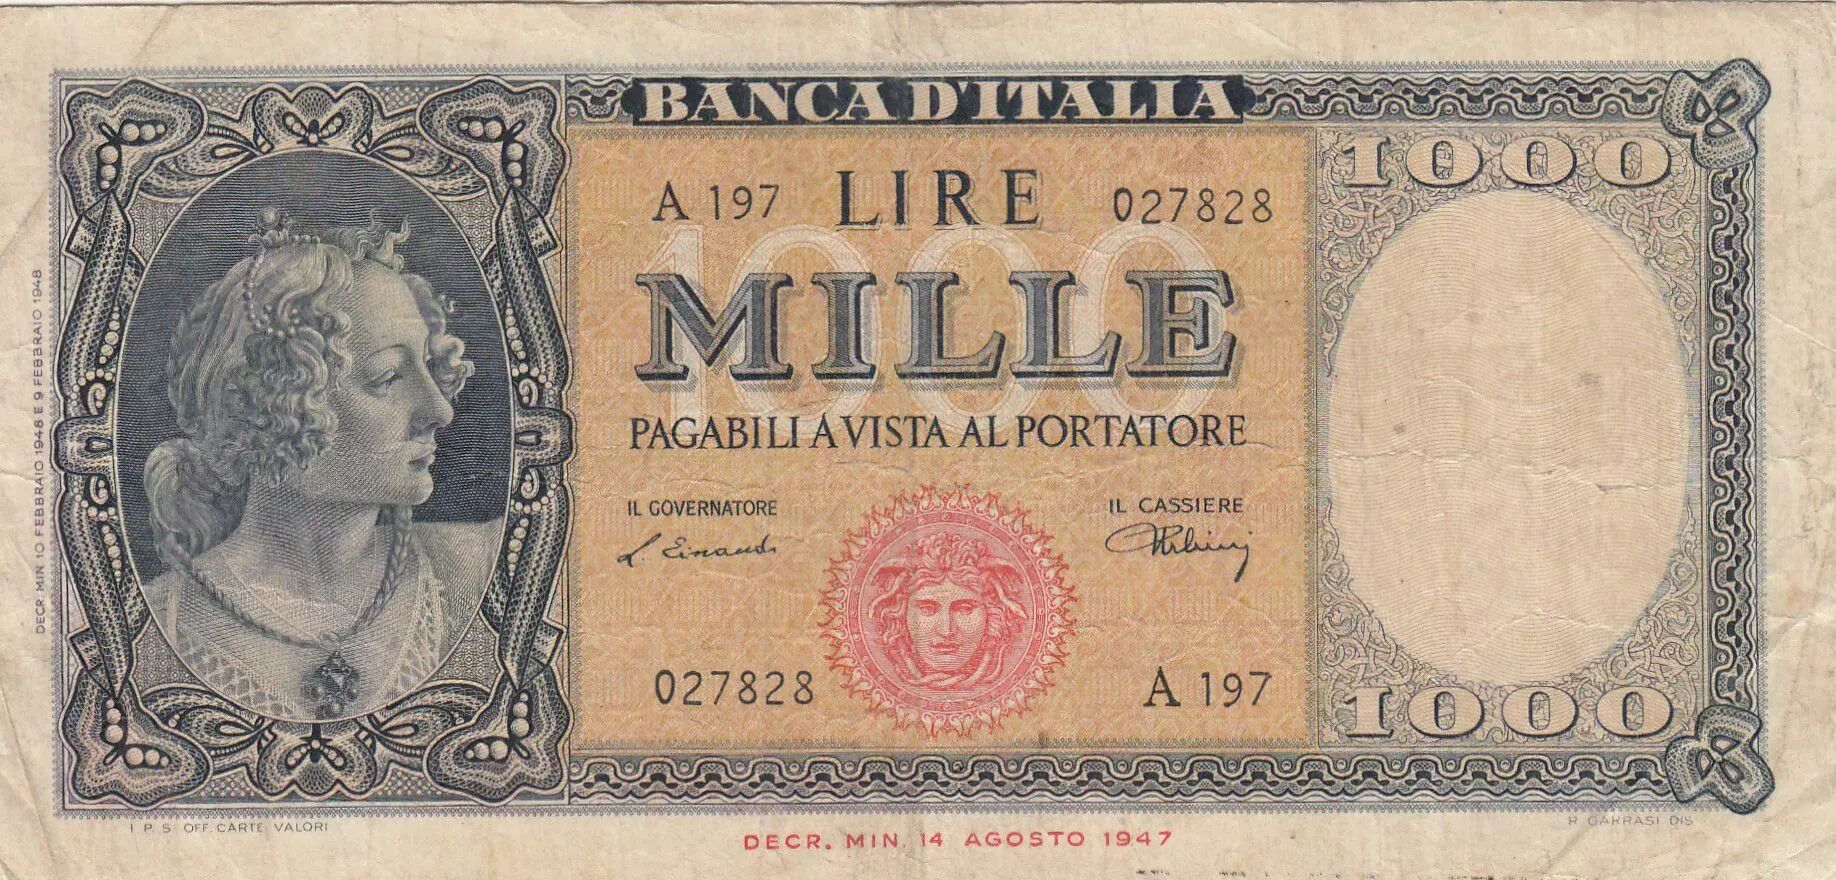 BANCA D'ITALIA
1000
A 197 LIRE 027828
1000
MILLE
PAGABILI A VISTA AL PORTATORE
IL GOVERNATORE
IL CASSIERE
L. Einaudi
027828
A 197
1000
DECR. MIN. 10 FEBBRAIO 1948 E 9 FEBBRAIO 1948
I. P. S. OFF. CARTE VALORI
R. GARRASI DIS.
DECR. MIN. 14 AGOSTO 1947